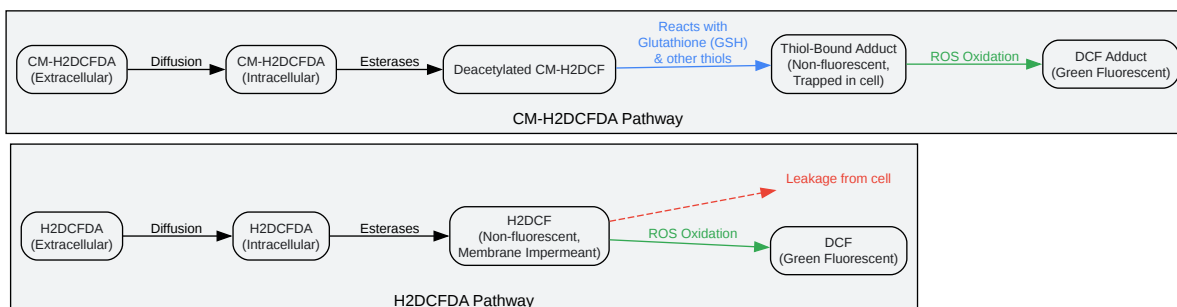 CM-H2DCFDA
(Extracellular)
Diffusion
CM-H2DCFDA
(Intracellular)
Esterases
Deacetylated CM-H2DCF
Reacts with
Glutathione (GSH)
& other thiols
Thiol-Bound Adduct
(Non-fluorescent,
Trapped in cell)
ROS Oxidation
DCF Adduct
(Green Fluorescent)
CM-H2DCFDA Pathway
H2DCFDA
(Extracellular)
Diffusion
H2DCFDA
(Intracellular)
Esterases
H2DCF
(Non-fluorescent,
Membrane Impermeant)
Leakage from cell
ROS Oxidation
DCF
(Green Fluorescent)
H2DCFDA Pathway